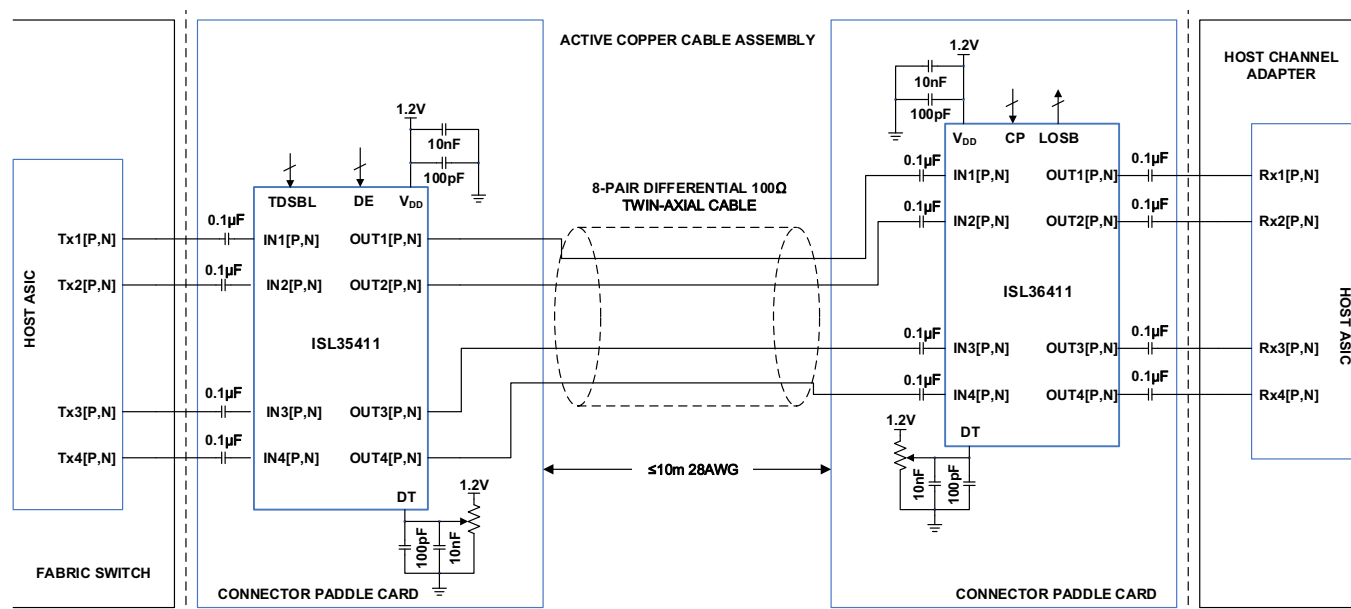 ACTIVE COPPER CABLE ASSEMBLY
HOST CHANNEL
ADAPTER
FABRIC SWITCH
HOST ASIC
Tx1[P,N]
Tx2[P,N]
Tx3[P,N]
Tx4[P,N]
0.1µF
0.1µF
0.1µF
0.1µF
1.2V
10nF
100pF
TDSBL
DE
VDD
IN1[P,N]
OUT1[P,N]
IN2[P,N]
OUT2[P,N]
ISL35411
IN3[P,N]
OUT3[P,N]
IN4[P,N]
OUT4[P,N]
DT
1.2V
100pF
10nF
CONNECTOR PADDLE CARD
8-PAIR DIFFERENTIAL 100Ω
TWIN-AXIAL CABLE
≤10m 28AWG
1.2V
10nF
100pF
VDD
CP
LOSB
0.1µF
0.1µF
0.1µF
0.1µF
IN1[P,N]
OUT1[P,N]
IN2[P,N]
OUT2[P,N]
ISL36411
IN3[P,N]
OUT3[P,N]
IN4[P,N]
OUT4[P,N]
DT
1.2V
10nF
100pF
CONNECTOR PADDLE CARD
0.1µF
0.1µF
0.1µF
0.1µF
Rx1[P,N]
Rx2[P,N]
Rx3[P,N]
Rx4[P,N]
HOST ASIC